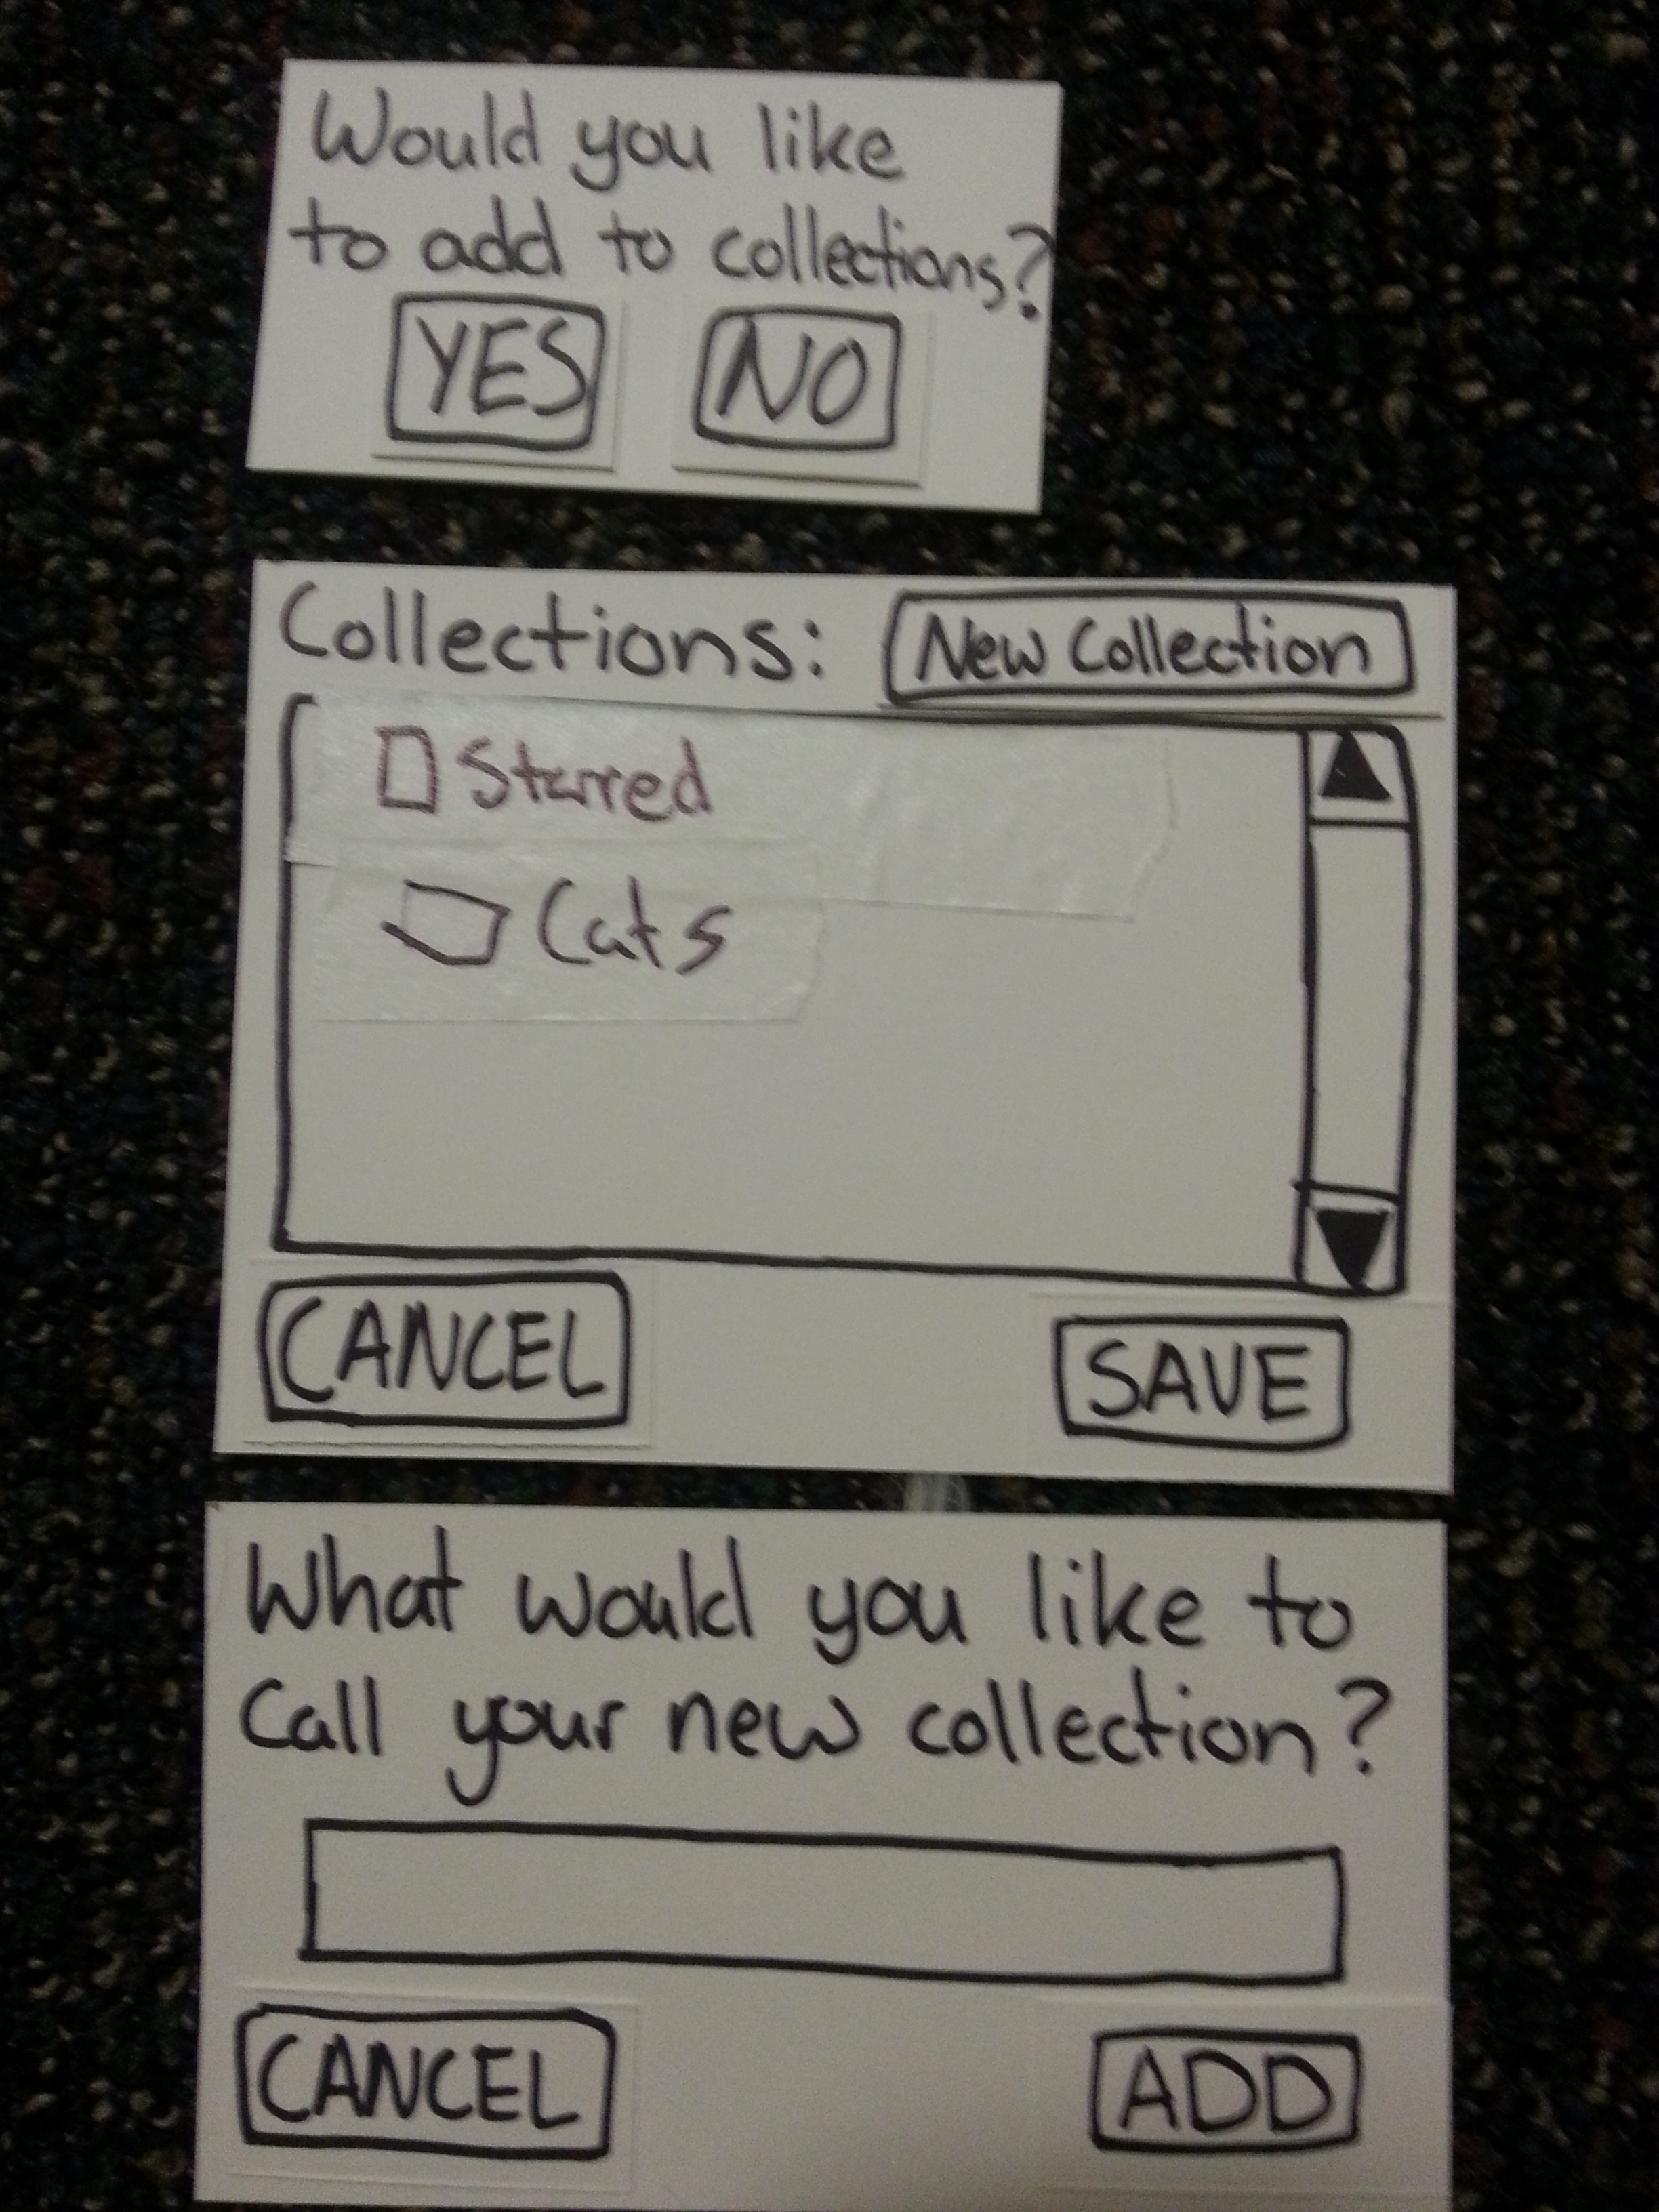 Would you like
to add to collections?
YES NO
Collections: New Collection
Starred
Cats
CANCEL SAVE
What would you like to
Call your new collection?
CANCEL ADD